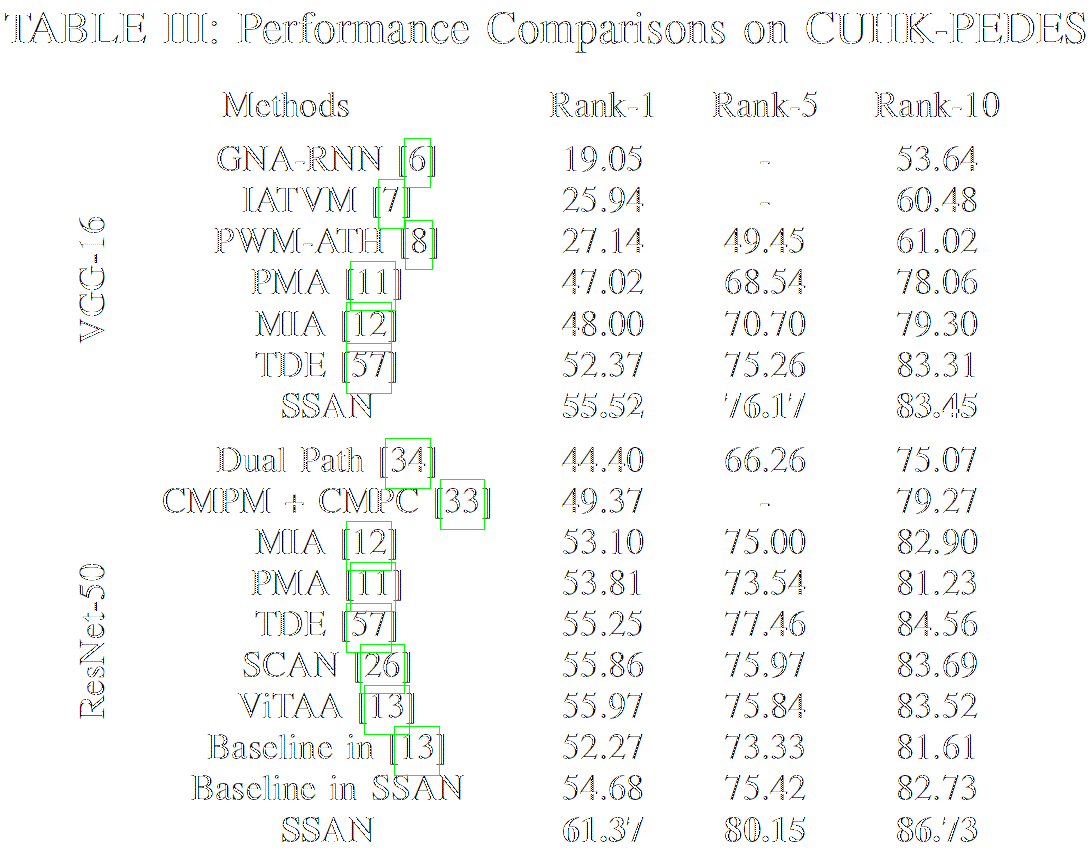 TABLE III: Performance Comparisons on CUHK-PEDES
Methods Rank-1 Rank-5 Rank-10
VGG-16
GNA-RNN [6] 19.05 - 53.64
IATVM [7] 25.94 - 60.48
PWM-ATH [8] 27.14 49.45 61.02
PMA [11] 47.02 68.54 78.06
MIA [12] 48.00 70.70 79.30
TDE [57] 52.37 75.26 83.31
SSAN 55.52 76.17 83.45
ResNet-50
Dual Path [34] 44.40 66.26 75.07
CMPM + CMPC [33] 49.37 - 79.27
MIA [12] 53.10 75.00 82.90
PMA [11] 53.81 73.54 81.23
TDE [57] 55.25 77.46 84.56
SCAN [26] 55.86 75.97 83.69
ViTAA [13] 55.97 75.84 83.52
Baseline in [13] 52.27 73.33 81.61
Baseline in SSAN 54.68 75.42 82.73
SSAN 61.37 80.15 86.73